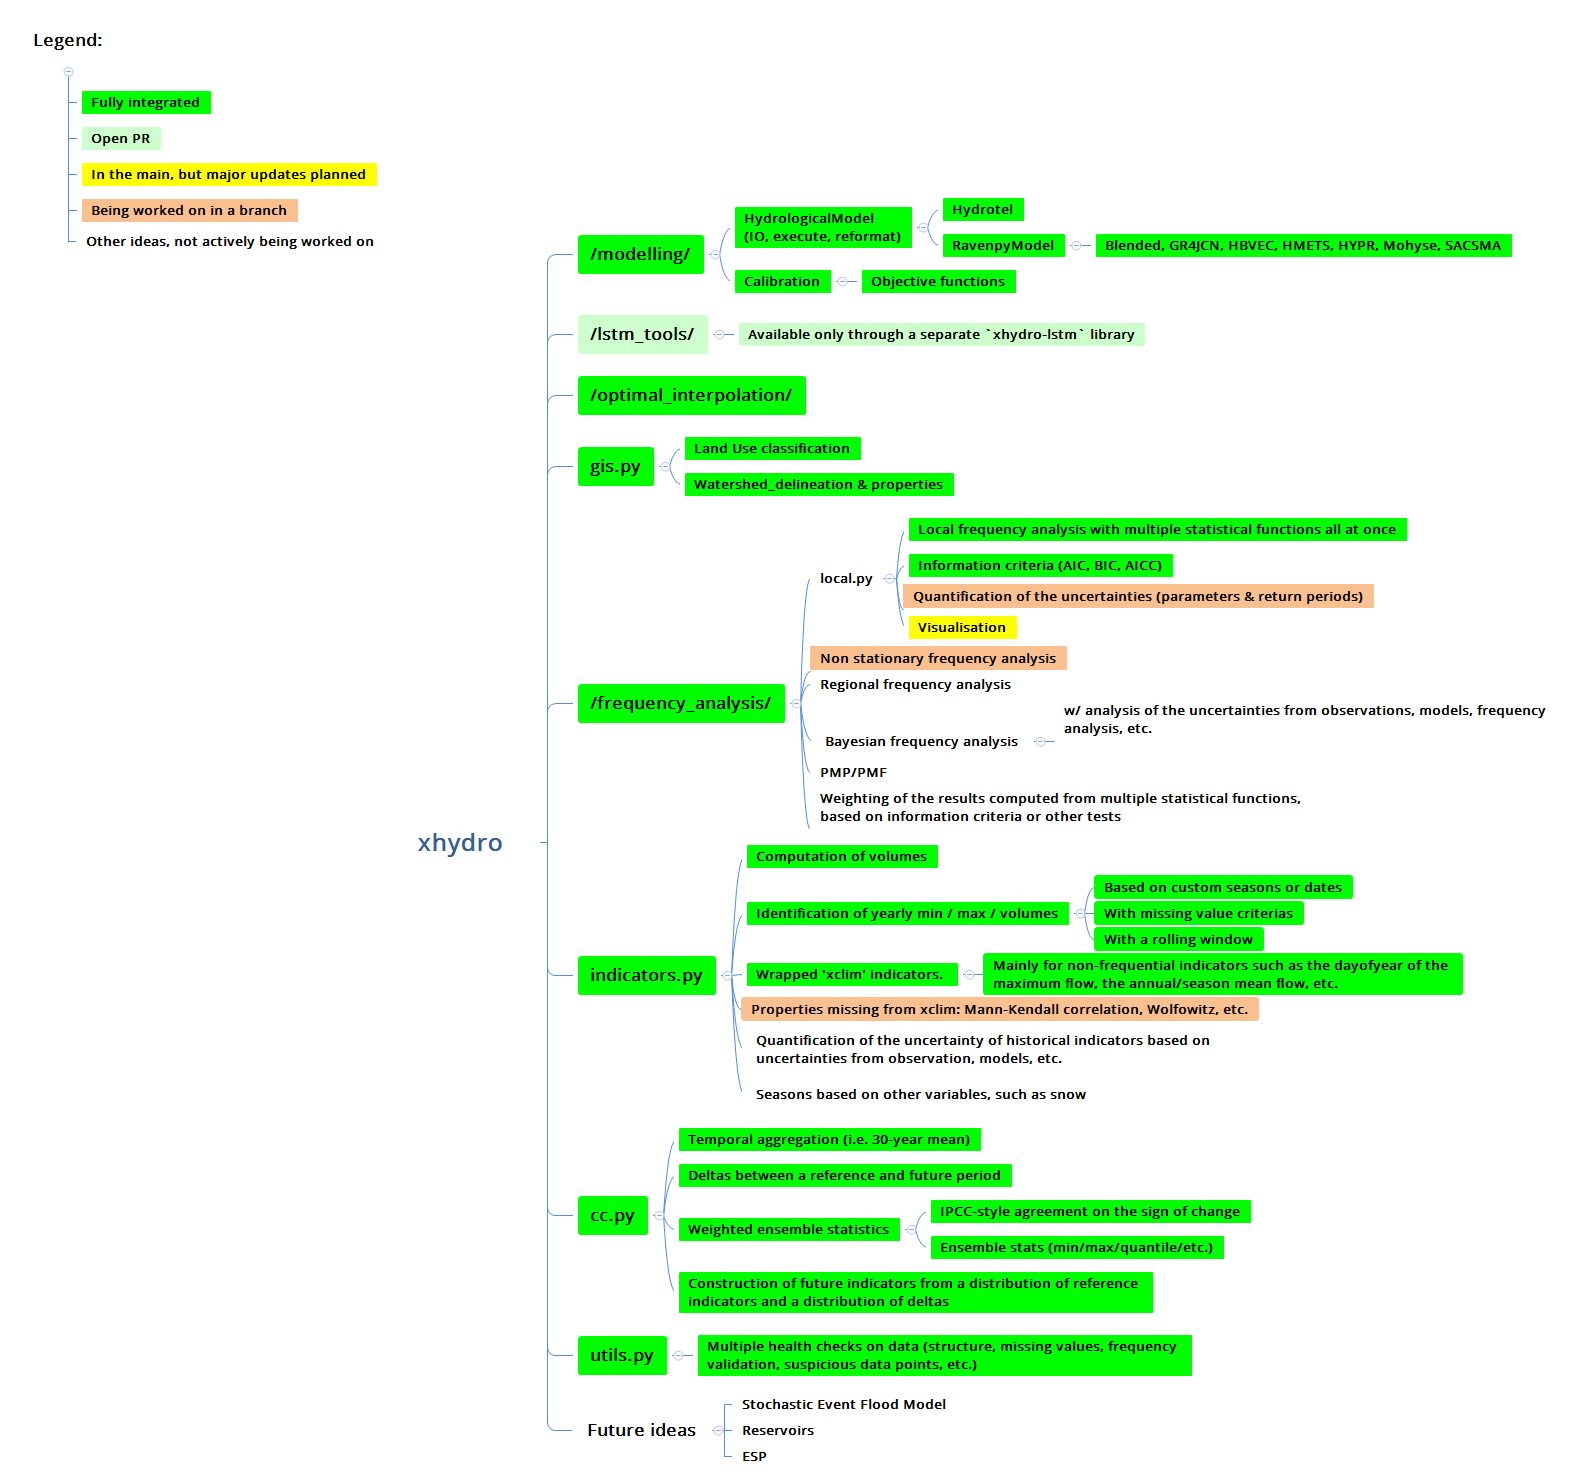 Legend:
Fully integrated
Open PR
In the main, but major updates planned
Being worked on in a branch
Other ideas, not actively being worked on
xhydro
/modelling/
HydrologicalModel
(IO, execute, reformat)
Hydrotel
RavenpyModel
Blended, GR4JCN, HBVEC, HMETS, HYPR, Mohyse, SACSMA
Calibration
Objective functions
/lstm_tools/
Available only through a separate `xhydro-lstm` library
/optimal_interpolation/
gis.py
Land Use classification
Watershed_delineation & properties
/frequency_analysis/
local.py
Local frequency analysis with multiple statistical functions all at once
Information criteria (AIC, BIC, AICC)
Quantification of the uncertainties (parameters & return periods)
Visualisation
Non stationary frequency analysis
Regional frequency analysis
Bayesian frequency analysis
w/ analysis of the uncertainties from observations, models, frequency
analysis, etc.
PMP/PMF
Weighting of the results computed from multiple statistical functions,
based on information criteria or other tests
indicators.py
Computation of volumes
Identification of yearly min / max / volumes
Based on custom seasons or dates
With missing value criterias
With a rolling window
Wrapped 'xclim' indicators.
Mainly for non-frequential indicators such as the dayofyear of the
maximum flow, the annual/season mean flow, etc.
Properties missing from xclim: Mann-Kendall correlation, Wolfowitz, etc.
Quantification of the uncertainty of historical indicators based on
uncertainties from observation, models, etc.
Seasons based on other variables, such as snow
cc.py
Temporal aggregation (i.e. 30-year mean)
Deltas between a reference and future period
Weighted ensemble statistics
IPCC-style agreement on the sign of change
Ensemble stats (min/max/quantile/etc.)
Construction of future indicators from a distribution of reference
indicators and a distribution of deltas
utils.py
Multiple health checks on data (structure, missing values, frequency
validation, suspicious data points, etc.)
Future ideas
Stochastic Event Flood Model
Reservoirs
ESP